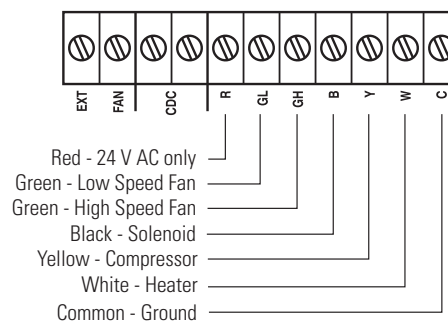 EXT FAN CDC R GL GH B Y W C
Red - 24 V AC only
Green - Low Speed Fan
Green - High Speed Fan
Black - Solenoid
Yellow - Compressor
White - Heater
Common - Ground